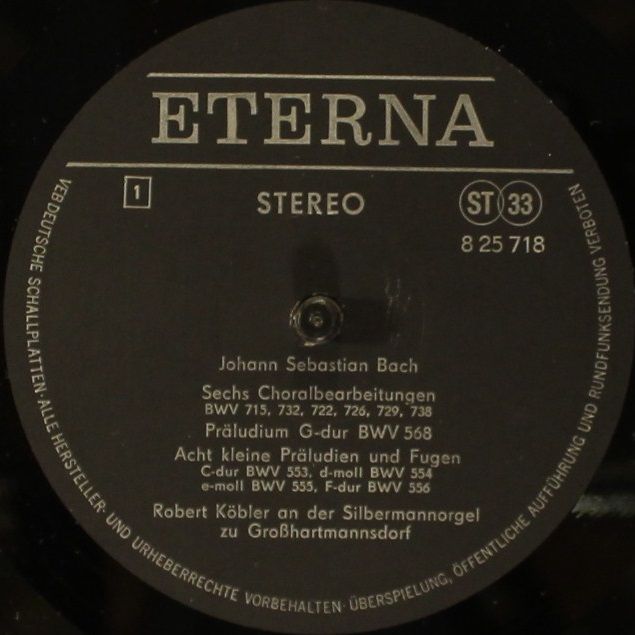 ETERNA
1
STEREO
ST 33
8 25 718
Johann Sebastian Bach
Sechs Choralbearbeitungen
BWV 715, 732, 722, 726, 729, 738
Präludium G-dur BWV 568
Acht kleine Präludien und Fugen
C-dur BWV 553, d-moll BWV 554
e-moll BWV 555, F-dur BWV 556
Robert Köbler an der Silbermannorgel
zu Großhartmannsdorf
VEB DEUTSCHE SCHALLPLATTEN · ALLE HERSTELLER- UND URHEBERRECHTE VORBEHALTEN · ÜBERSPIELUNG, ÖFFENTLICHE AUFFÜHRUNG UND RUNDFUNKSENDUNG VERBOTEN